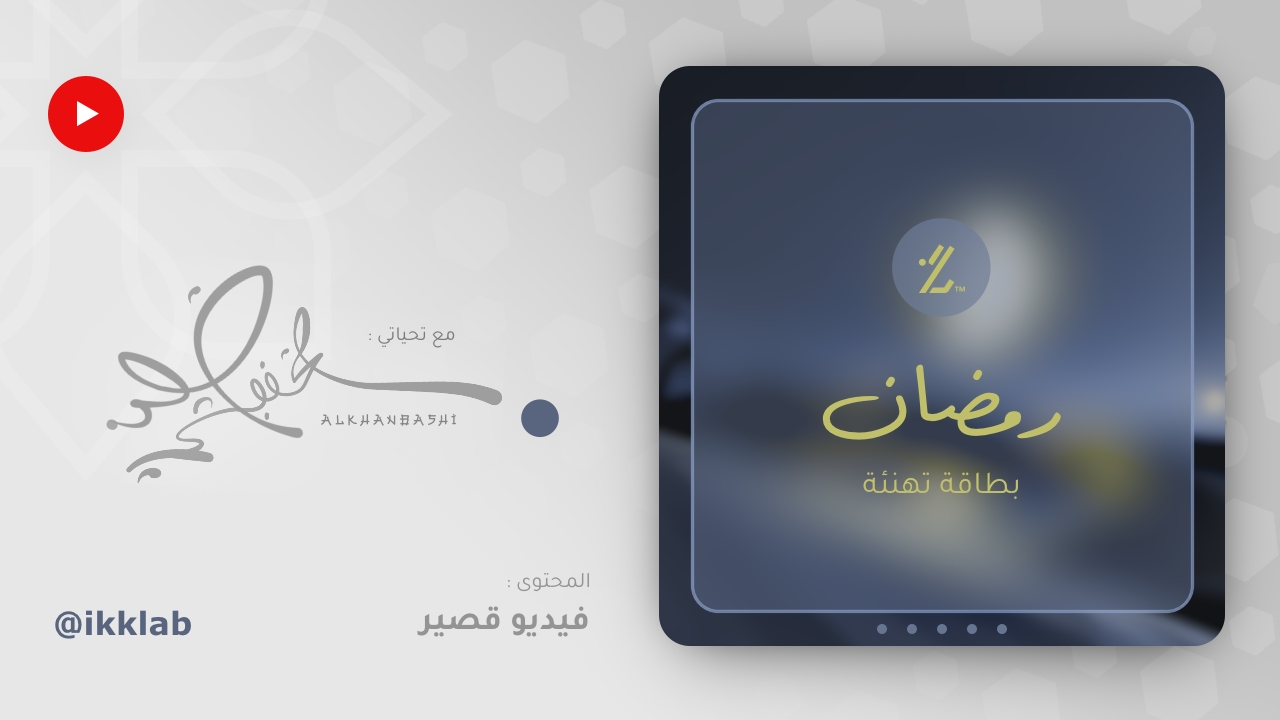 رمضان
بطاقة تهنئة
مع تحياتي :
ALKHANBASHI
المحتوى :
فيديو قصير
@ikklab